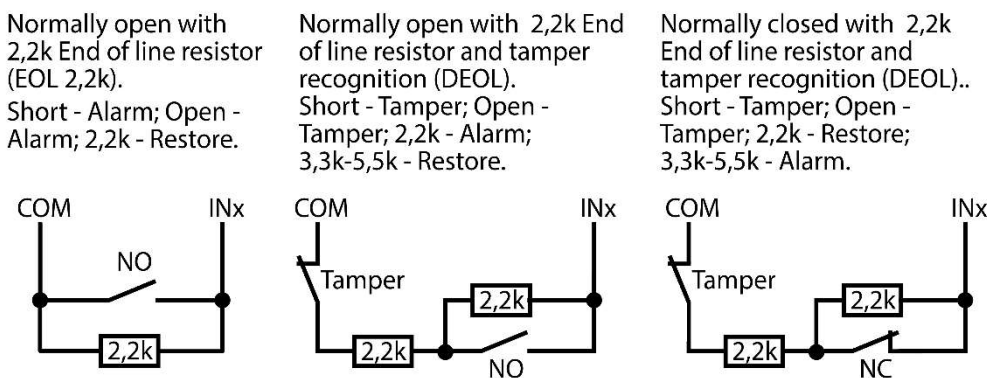 Normally open with
2,2k End of line resistor
(EOL 2,2k).
Short - Alarm; Open -
Alarm; 2,2k - Restore.
COM
INx
NO
2,2k
Normally open with 2,2k End
of line resistor and tamper
recognition (DEOL).
Short - Tamper; Open -
Tamper; 2,2k - Alarm;
3,3k-5,5k - Restore.
COM
INx
Tamper
2,2k
2,2k
NO
Normally closed with 2,2k
End of line resistor and
tamper recognition (DEOL)..
Short - Tamper; Open -
Tamper; 2,2k - Restore;
3,3k-5,5k - Alarm.
COM
INx
Tamper
2,2k
2,2k
NC